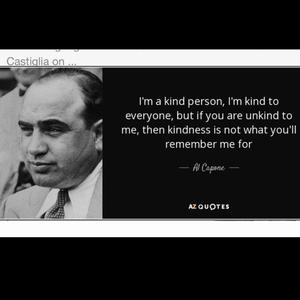 Castiglia on ...
I'm a kind person, I'm kind to
everyone, but if you are unkind to
me, then kindness is not what you'll
remember me for
Al Capone
AZ QUOTES